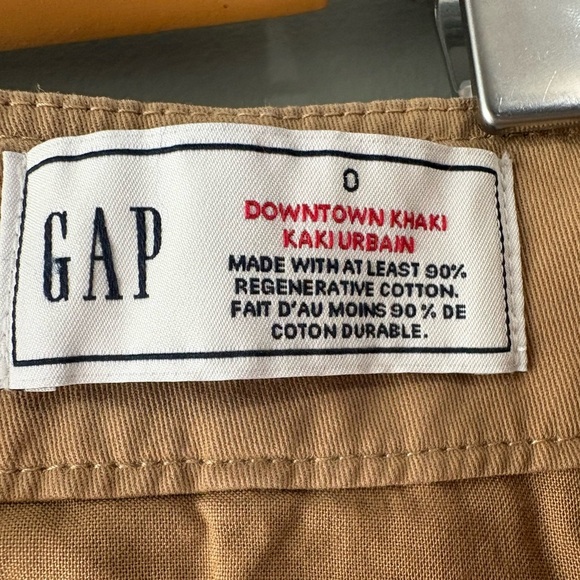 GAP
0
DOWNTOWN KHAKI
KAKI URBAIN
MADE WITH AT LEAST 90%
REGENERATIVE COTTON.
FAIT D'AU MOINS 90 % DE
COTON DURABLE.